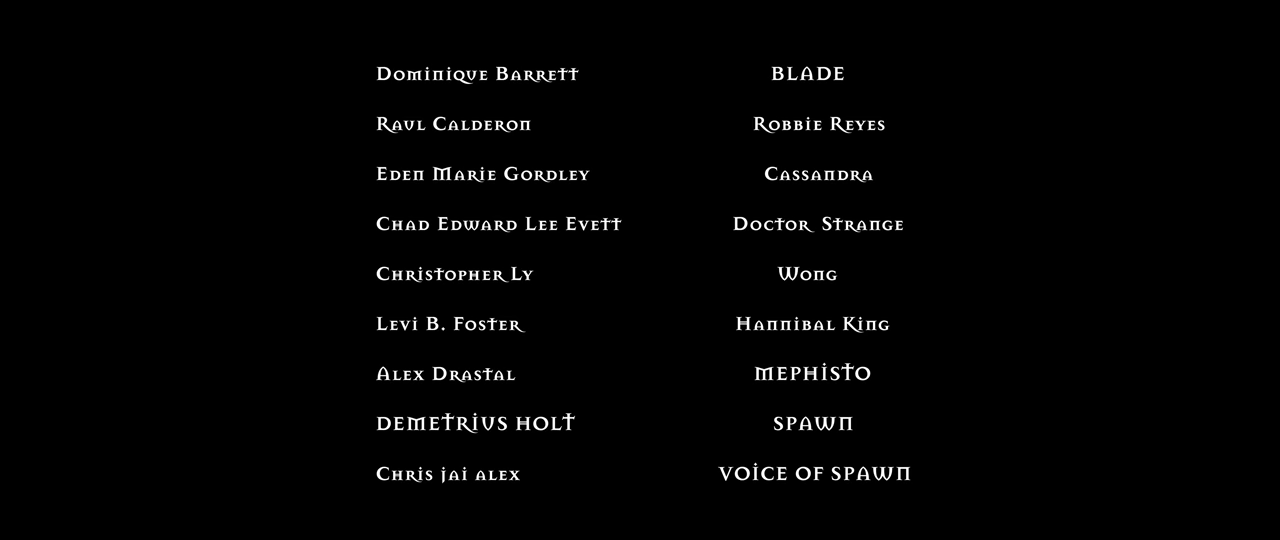 Dominique Barrett BLADE
Raul Calderon Robbie Reyes
Eden Marie Gordley Cassandra
Chad Edward Lee Evett Doctor Strange
Christopher Ly Wong
Levi B. Foster Hannibal King
Alex Drastal MEPHISTO
DEMETRIUS HOLT SPAWN
Chris jai alex VOICE OF SPAWN